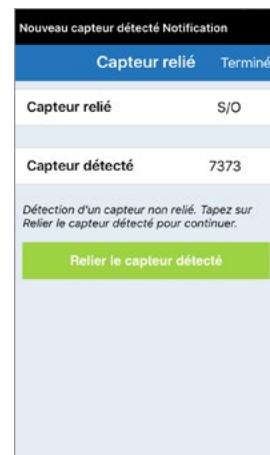 Nouveau capteur détecté Notification
Capteur relié Terminé
Capteur relié S/O
Capteur détecté 7373
Détection d'un capteur non relié. Tapez sur
Relier le capteur détecté pour continuer.
Relier le capteur détecté